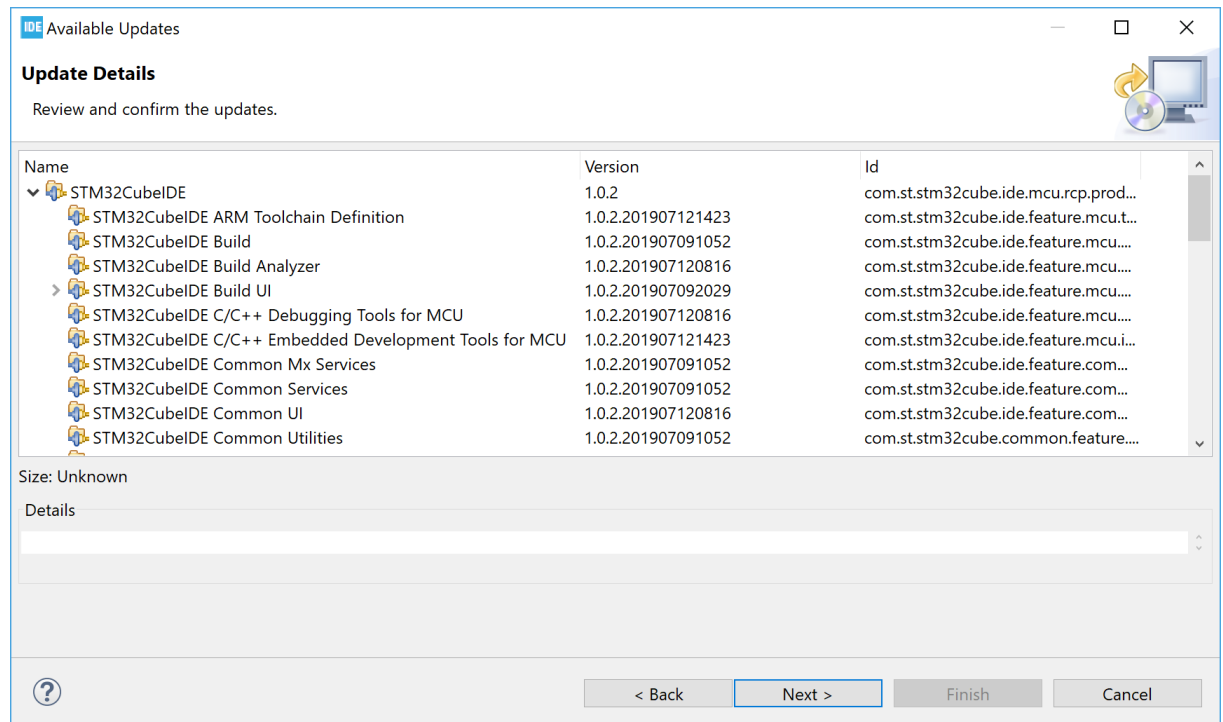 IDE Available Updates
Update Details
Review and confirm the updates.
Name Version Id
STM32CubeIDE 1.0.2 com.st.stm32cube.ide.mcu.rcp.prod...
STM32CubeIDE ARM Toolchain Definition 1.0.2.201907121423 com.st.stm32cube.ide.feature.mcu.t...
STM32CubeIDE Build 1.0.2.201907091052 com.st.stm32cube.ide.feature.mcu....
STM32CubeIDE Build Analyzer 1.0.2.201907120816 com.st.stm32cube.ide.feature.mcu....
STM32CubeIDE Build UI 1.0.2.201907092029 com.st.stm32cube.ide.feature.mcu....
STM32CubeIDE C/C++ Debugging Tools for MCU 1.0.2.201907120816 com.st.stm32cube.ide.feature.mcu....
STM32CubeIDE C/C++ Embedded Development Tools for MCU 1.0.2.201907121423 com.st.stm32cube.ide.feature.mcu.i...
STM32CubeIDE Common Mx Services 1.0.2.201907091052 com.st.stm32cube.ide.feature.com...
STM32CubeIDE Common Services 1.0.2.201907091052 com.st.stm32cube.ide.feature.com...
STM32CubeIDE Common UI 1.0.2.201907120816 com.st.stm32cube.ide.feature.com...
STM32CubeIDE Common Utilities 1.0.2.201907091052 com.st.stm32cube.common.feature....
Size: Unknown
Details
? < Back Next > Finish Cancel